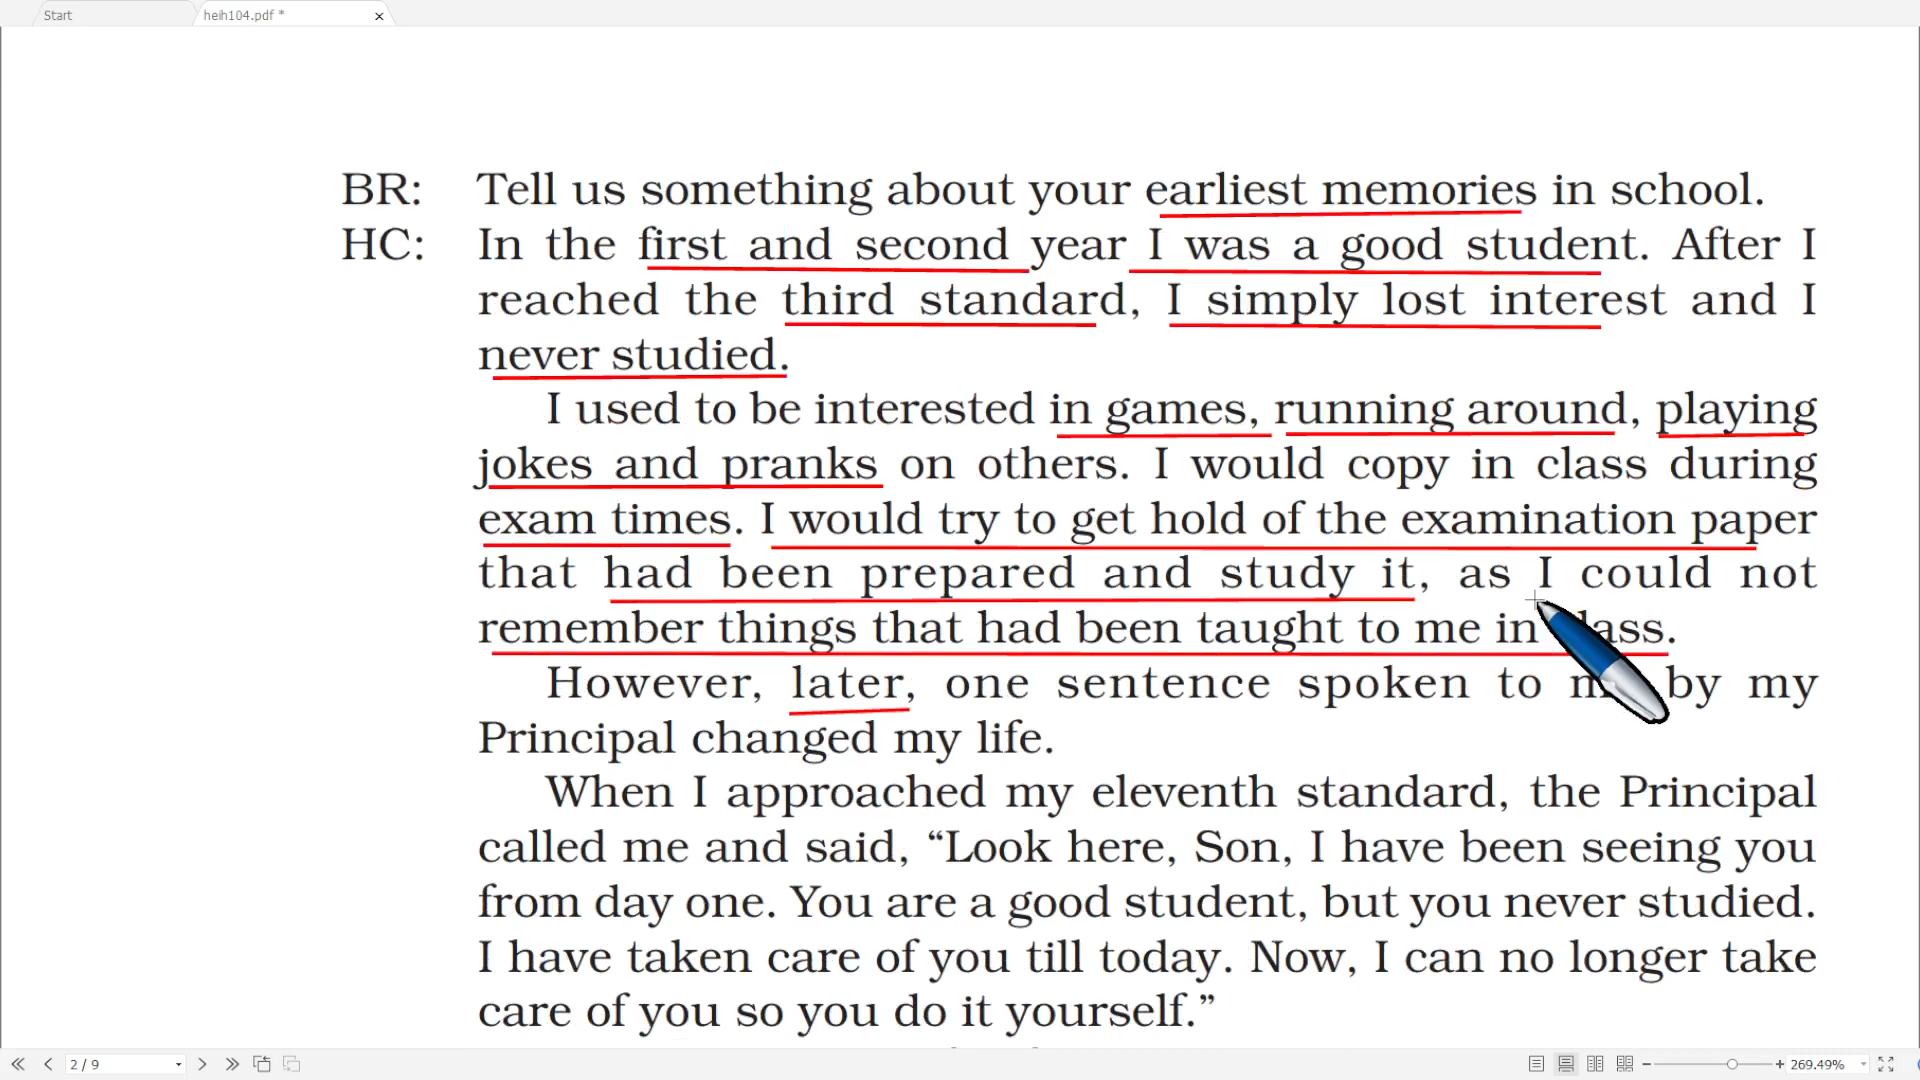 Start
heih104.pdf *
BR: Tell us something about your earliest memories in school.
HC: In the first and second year I was a good student. After I
reached the third standard, I simply lost interest and I
never studied.
I used to be interested in games, running around, playing
jokes and pranks on others. I would copy in class during
exam times. I would try to get hold of the examination paper
that had been prepared and study it, as I could not
remember things that had been taught to me in class.
However, later, one sentence spoken to me by my
Principal changed my life.
When I approached my eleventh standard, the Principal
called me and said, “Look here, Son, I have been seeing you
from day one. You are a good student, but you never studied.
I have taken care of you till today. Now, I can no longer take
care of you so you do it yourself.”
2 / 9
269.49%